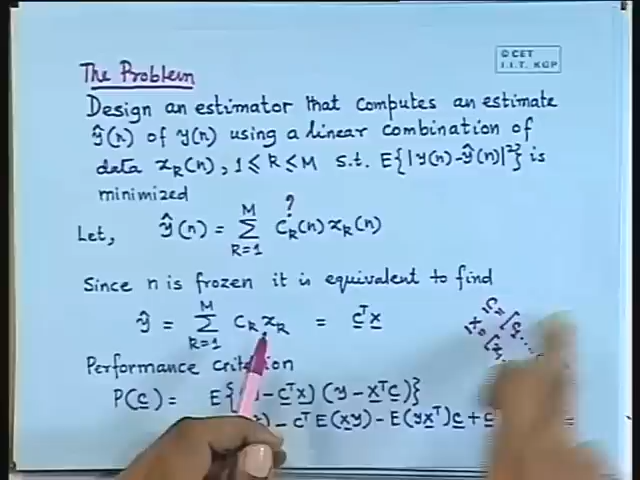 © CET
I.I.T. KGP
The Problem
Design an estimator that computes an estimate
ŷ(n) of y(n) using a linear combination of
data x_R(n), 1 ≤ R ≤ M s.t. E{|y(n)-ŷ(n)|²} is
minimized
?
Let, ŷ(n) = Σ_{R=1}^{M} C_R(n) x_R(n)
Since n is frozen it is equivalent to find
ŷ = Σ_{R=1}^{M} C_R x_R = c^T x
c = [c₁....
x = [x₁..
Performance criterion
P(c) = E{ - c^T x) (y - x^T c)}
- c^T E(xy) - E(yx^T)c + =